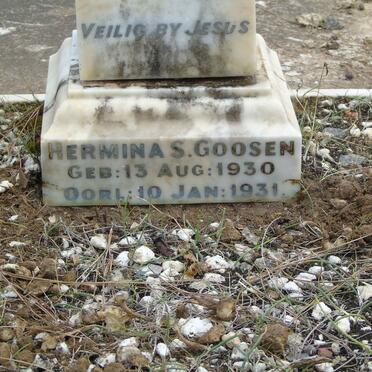 VEILIG BY JESUS
HERMINA S. GOOSEN
GEB: 13 AUG: 1930
OORL: 10 JAN: 1931